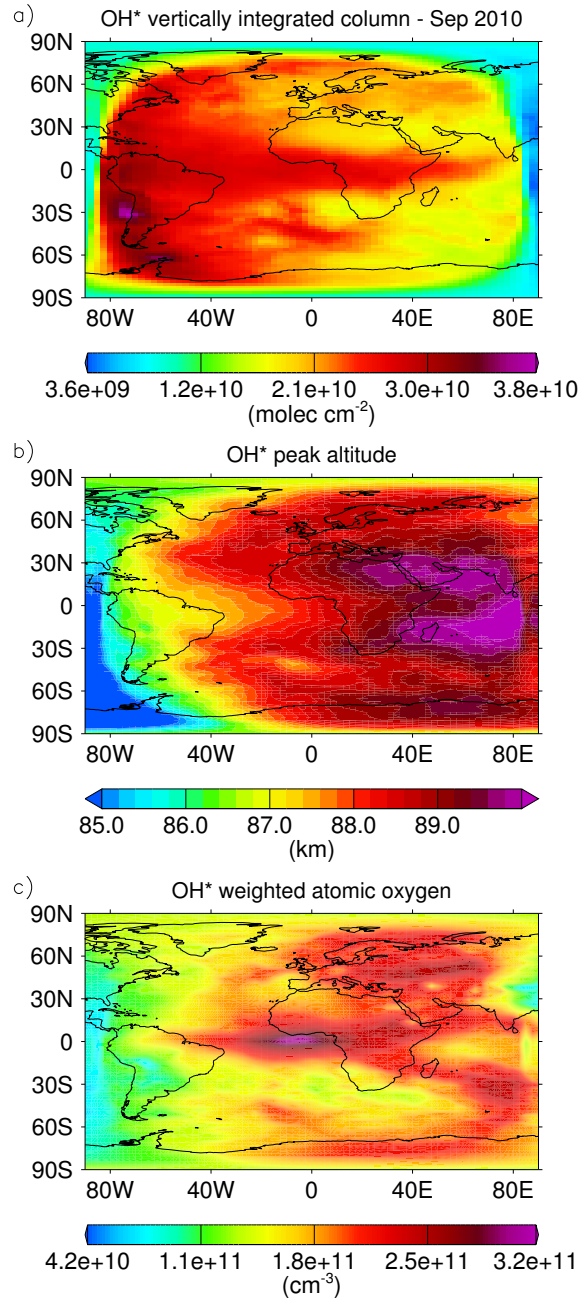 a)
OH* vertically integrated column - Sep 2010
90N
60N
30N
0
30S
60S
90S
80W 40W 0 40E 80E
3.6e+09 1.2e+10 2.1e+10 3.0e+10 3.8e+10
(molec cm-2)
b)
OH* peak altitude
90N
60N
30N
0
30S
60S
90S
80W 40W 0 40E 80E
85.0 86.0 87.0 88.0 89.0
(km)
c)
OH* weighted atomic oxygen
90N
60N
30N
0
30S
60S
90S
80W 40W 0 40E 80E
4.2e+10 1.1e+11 1.8e+11 2.5e+11 3.2e+11
(cm-3)